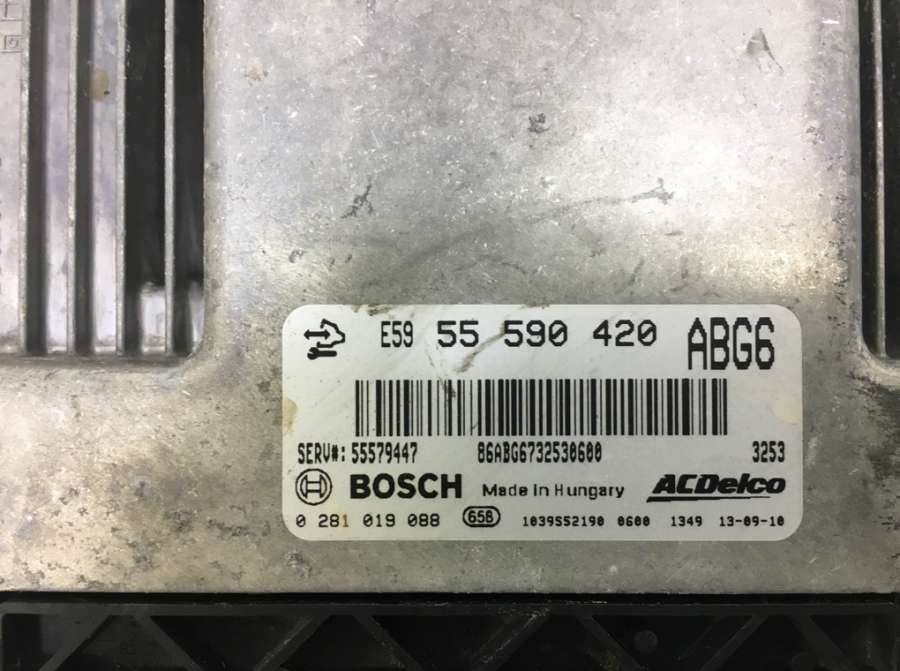 E59 55 590 420 ABG6
SERV#: 55579447 86ABG6732530600 3253
BOSCH Made in Hungary ACDelco
0 281 019 088 658 1039S52190 0600 1349 13-09-10